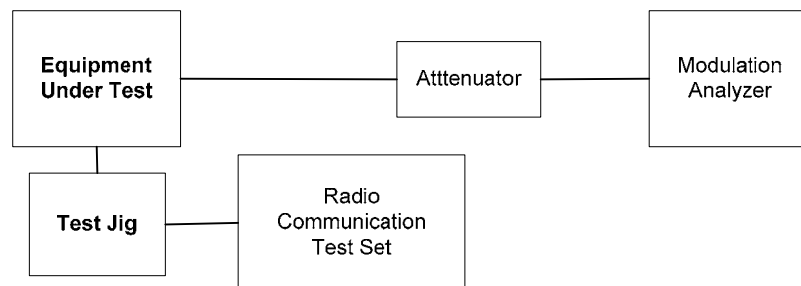 Equipment
Under Test
Atttenuator
Modulation
Analyzer
Test Jig
Radio
Communication
Test Set